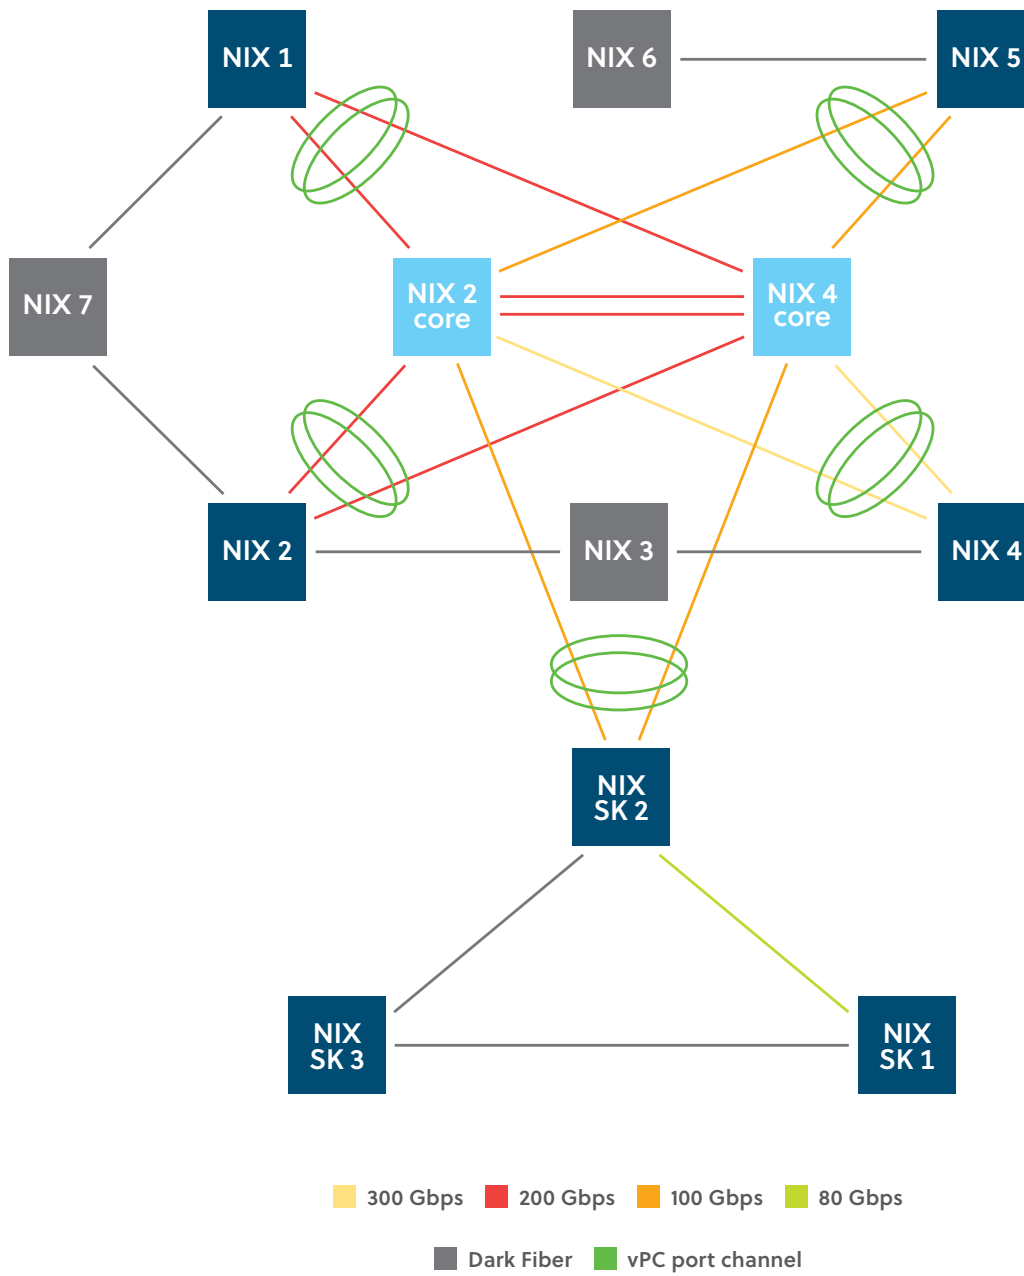 NIX 1
NIX 6
NIX 5
NIX 7
NIX 2
core
NIX 4
core
NIX 2
NIX 3
NIX 4
NIX
SK 2
NIX
SK 3
NIX
SK 1
300 Gbps
200 Gbps
100 Gbps
80 Gbps
Dark Fiber
vPC port channel